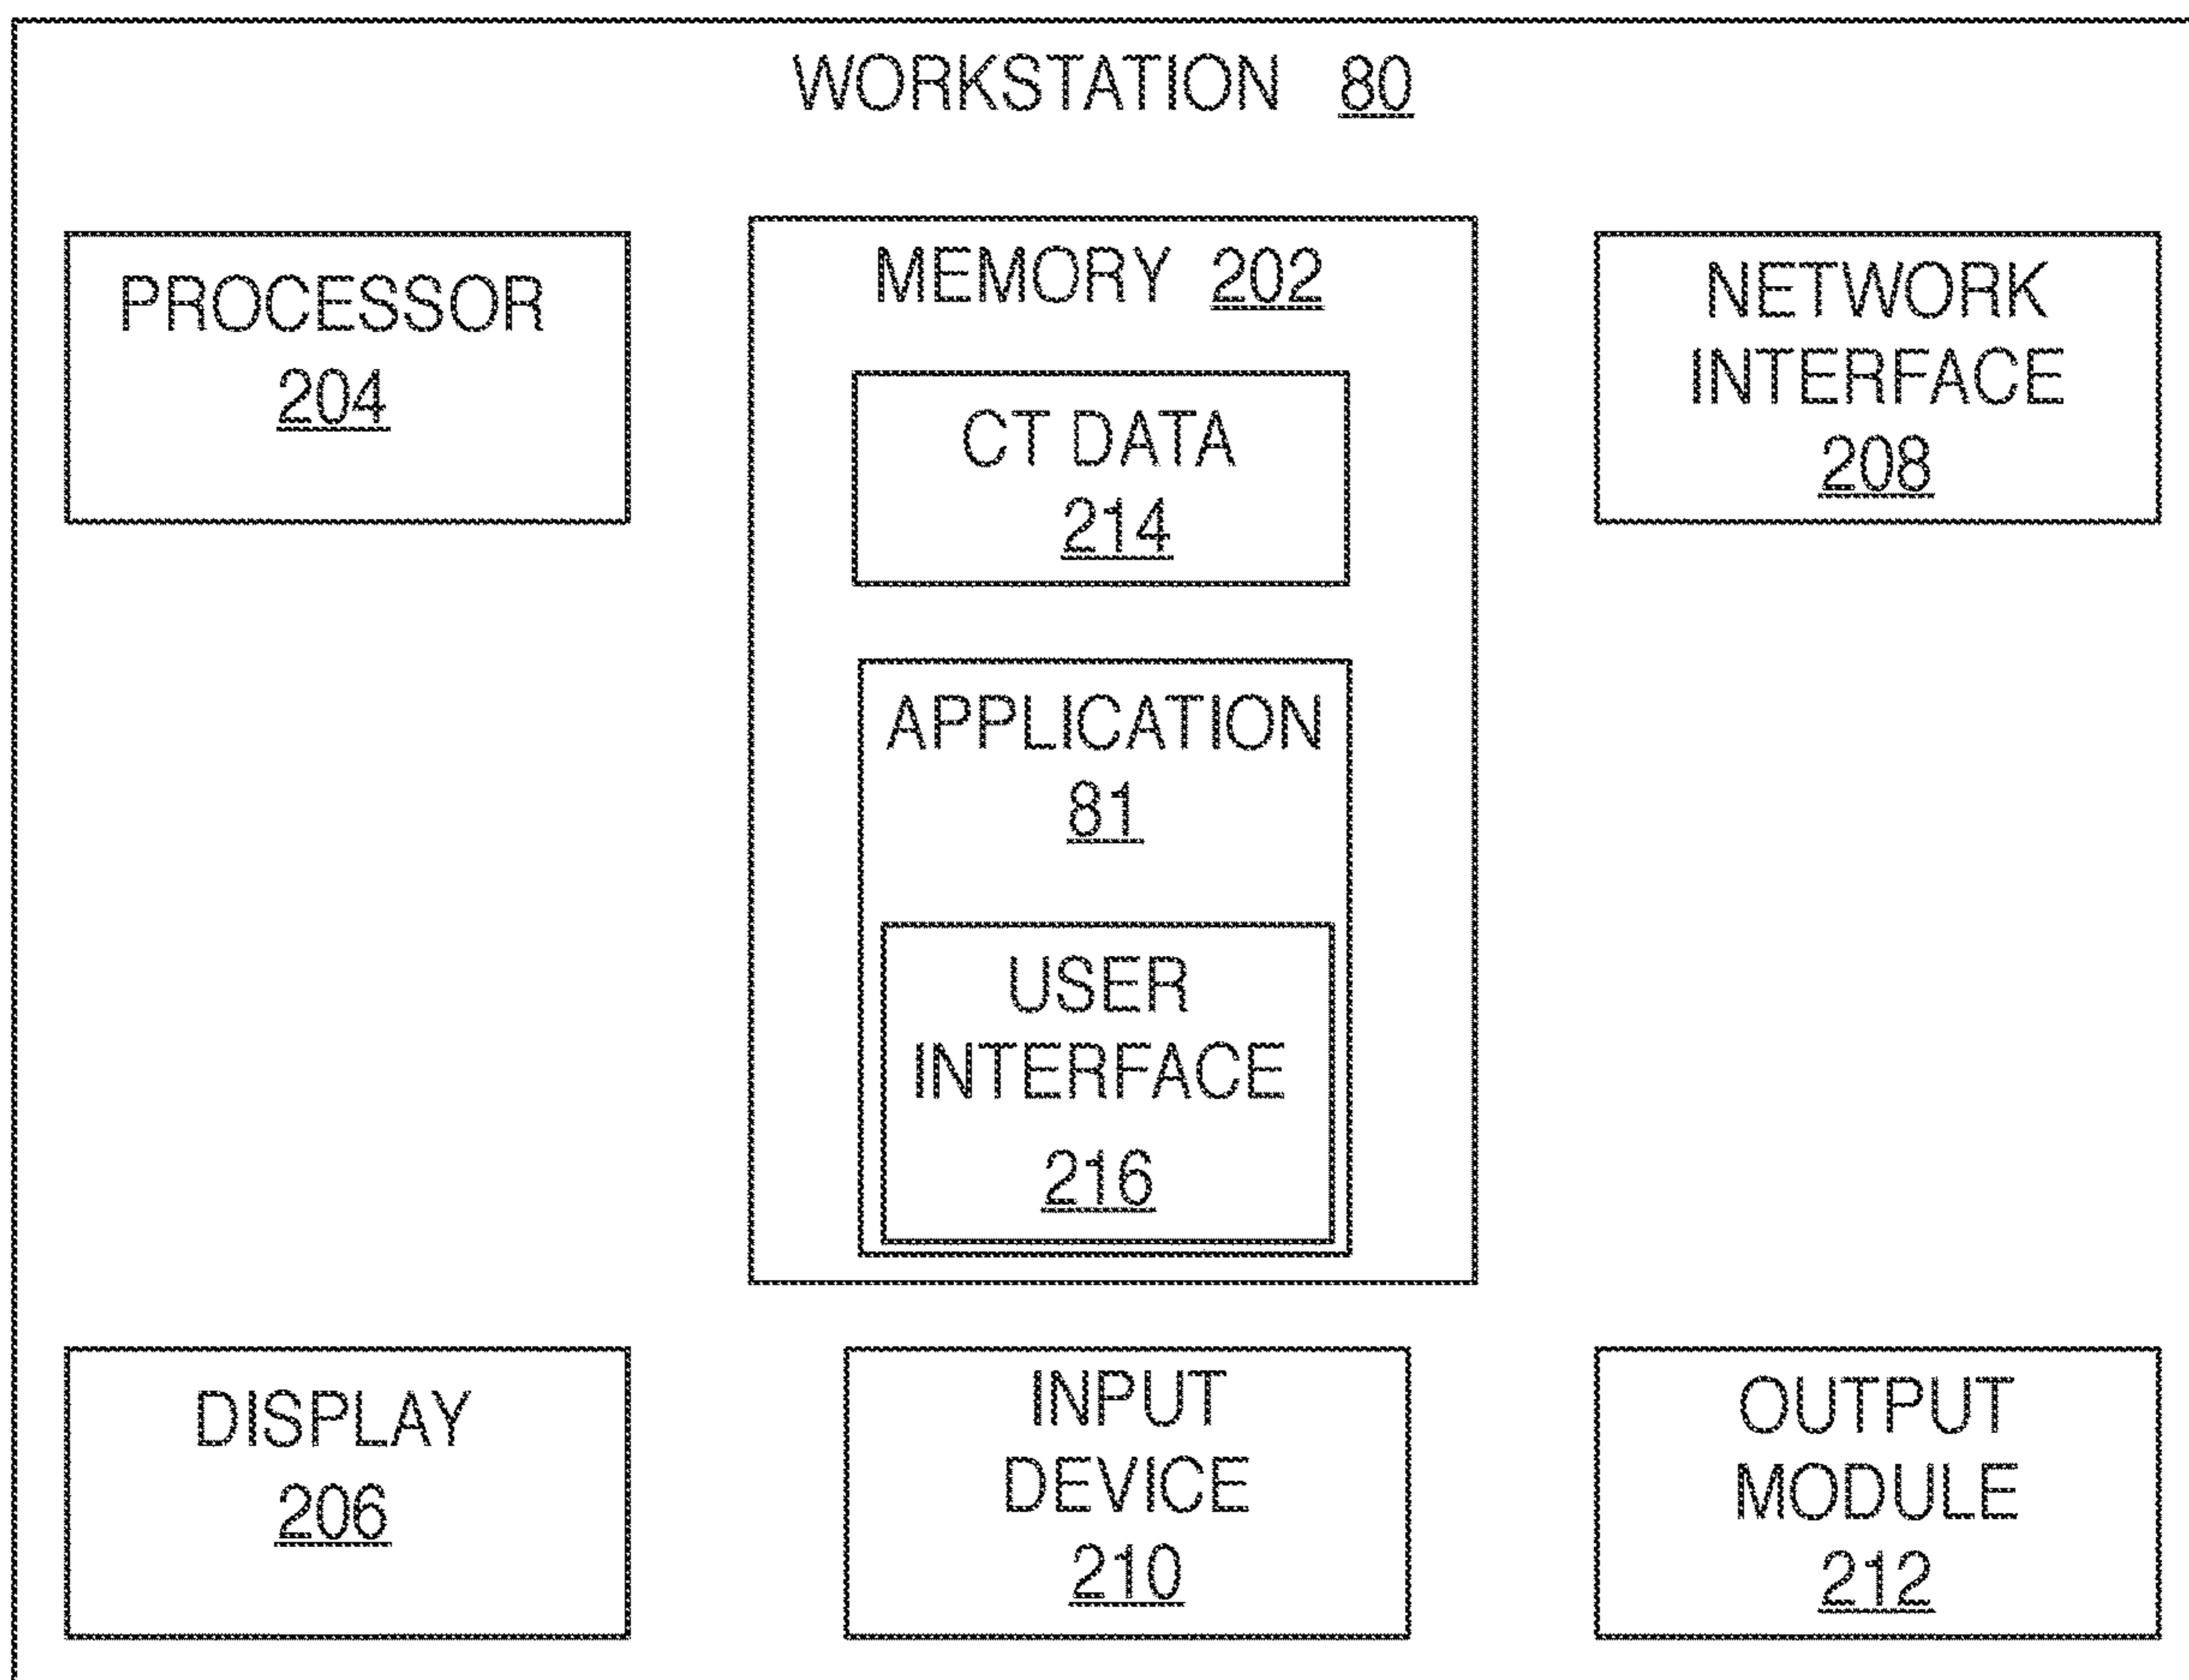 WORKSTATION 80
PROCESSOR
204
MEMORY 202
CT DATA
214
APPLICATION
81
USER
INTERFACE
216
NETWORK
INTERFACE
208
DISPLAY
206
INPUT
DEVICE
210
OUTPUT
MODULE
212